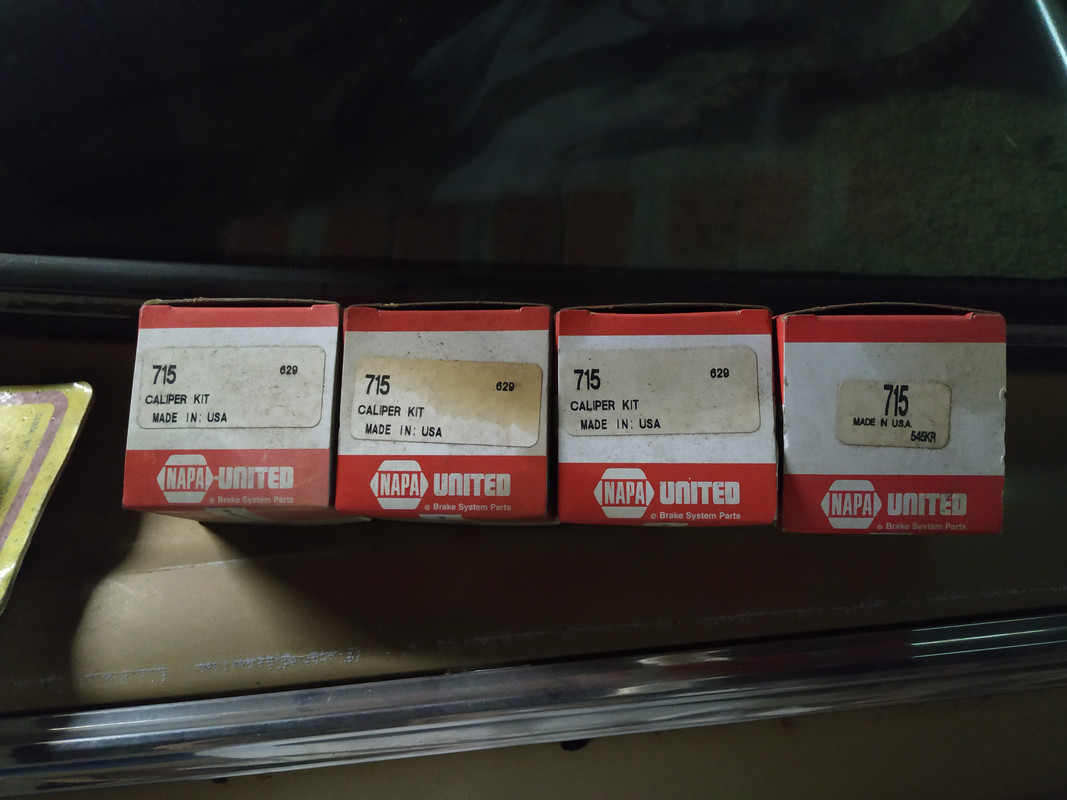 715 629
CALIPER KIT
MADE IN: USA
NAPA UNITED
Brake System Parts
715 629
CALIPER KIT
MADE IN: USA
NAPA UNITED
Brake System Parts
715 629
CALIPER KIT
MADE IN: USA
NAPA UNITED
Brake System Parts
715
MADE IN U.S.A.
545KR
NAPA UNITED
Brake System Parts